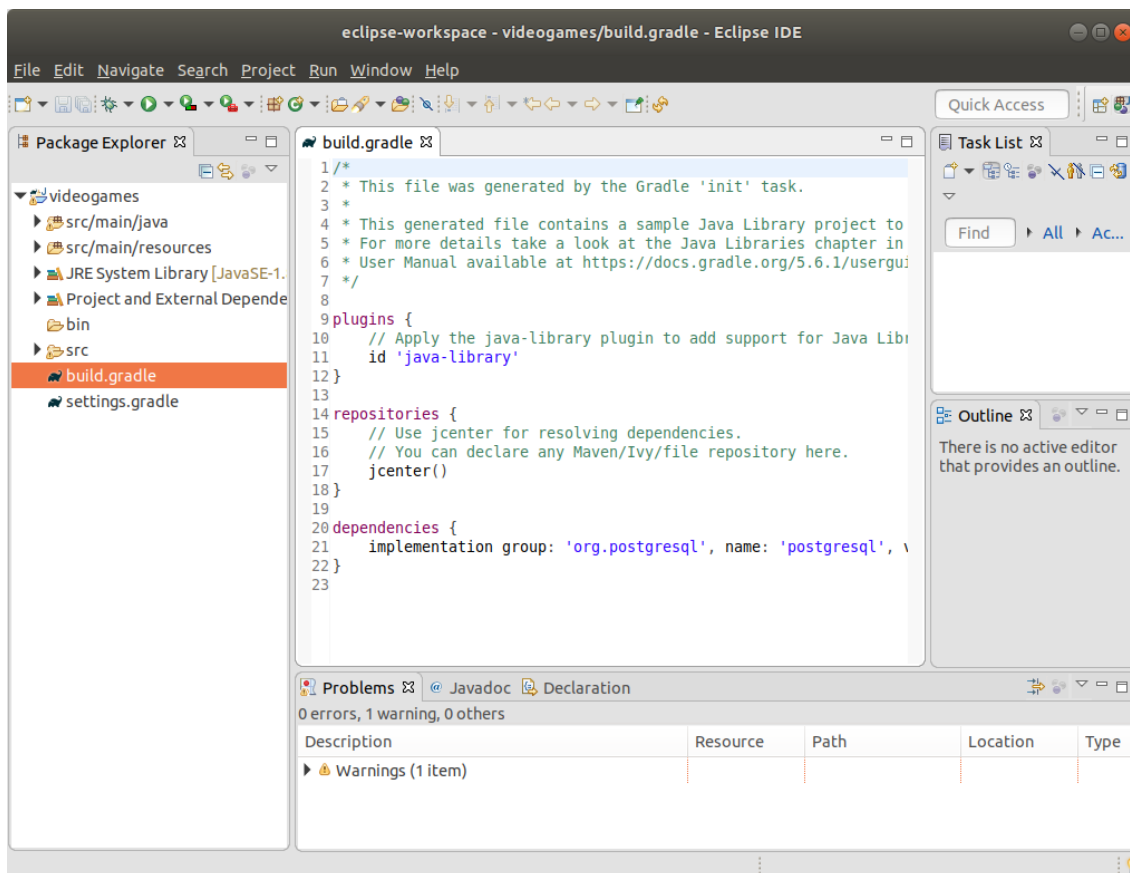 eclipse-workspace - videogames/build.gradle - Eclipse IDE
File Edit Navigate Search Project Run Window Help
Quick Access
Package Explorer
videogames
src/main/java
src/main/resources
JRE System Library [JavaSE-1.
Project and External Depende
bin
src
build.gradle
settings.gradle
build.gradle
1 /*
2 * This file was generated by the Gradle 'init' task.
3 *
4 * This generated file contains a sample Java Library project to
5 * For more details take a look at the Java Libraries chapter in
6 * User Manual available at https://docs.gradle.org/5.6.1/usergui
7 */
8
9 plugins {
10 // Apply the java-library plugin to add support for Java Libr
11 id 'java-library'
12 }
13
14 repositories {
15 // Use jcenter for resolving dependencies.
16 // You can declare any Maven/Ivy/file repository here.
17 jcenter()
18 }
19
20 dependencies {
21 implementation group: 'org.postgresql', name: 'postgresql', v
22 }
23
Task List
Find All Ac...
Outline
There is no active editor
that provides an outline.
Problems @ Javadoc Declaration
0 errors, 1 warning, 0 others
Description Resource Path Location Type
Warnings (1 item)